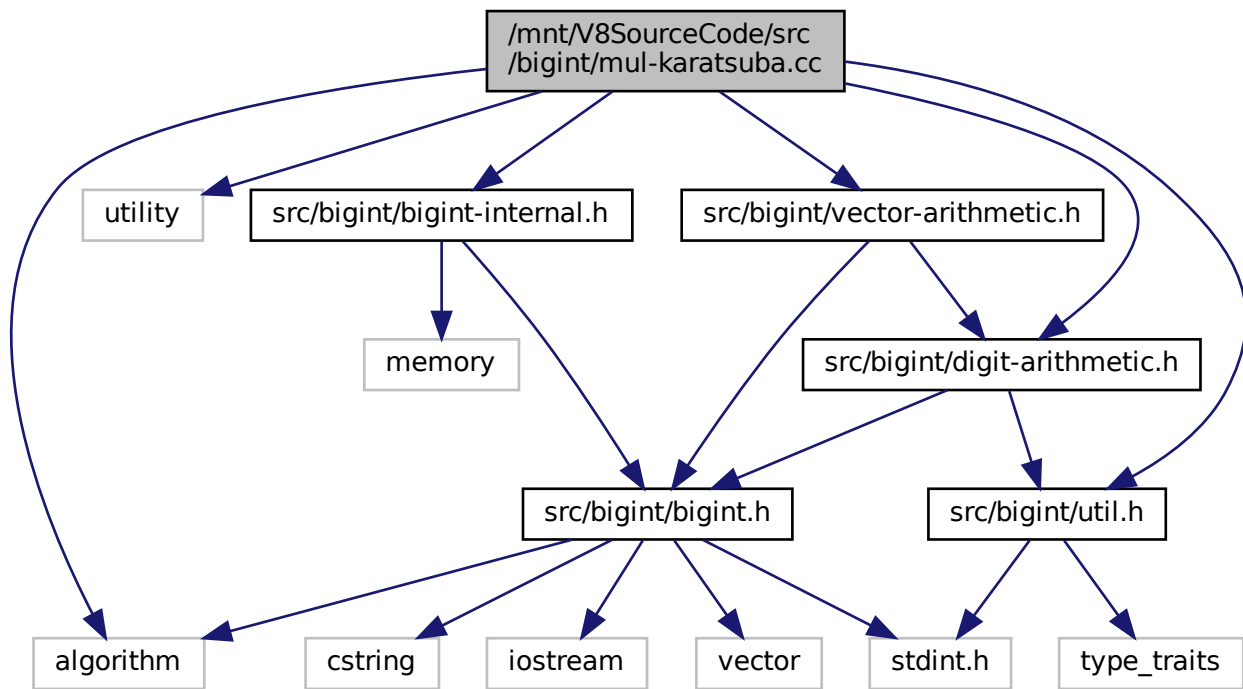 /mnt/V8SourceCode/src
/bigint/mul-karatsuba.cc
utility
src/bigint/bigint-internal.h
src/bigint/vector-arithmetic.h
memory
src/bigint/digit-arithmetic.h
src/bigint/bigint.h
src/bigint/util.h
algorithm
cstring
iostream
vector
stdint.h
type_traits